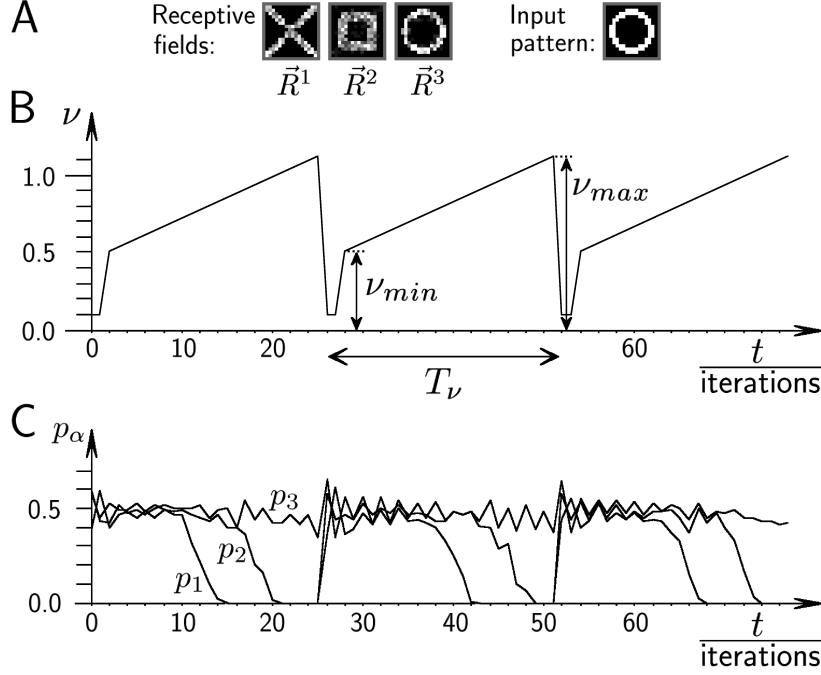 A
Receptive fields:
Input pattern:
R⃗¹ R⃗² R⃗³
B
ν
1.0
0.5
0.0
ν_max
ν_min
0 10 20 60
T_ν
t
iterations
C
p_α
0.5
0.0
p_3
p_2
p_1
0 10 20 30 40 50 60
t
iterations